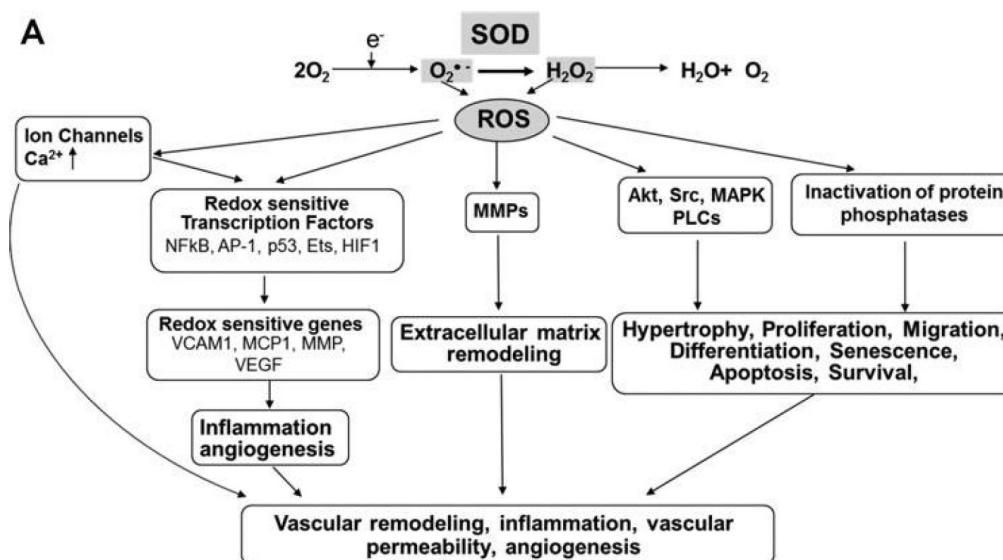 A
SOD
e-
2O₂ O₂•- H₂O₂ H₂O+ O₂
ROS
Ion Channels
Ca²⁺ ↑
Redox sensitive
Transcription Factors
NFkB, AP-1, p53, Ets, HIF1
MMPs
Akt, Src, MAPK
PLCs
Inactivation of protein
phosphatases
Redox sensitive genes
VCAM1, MCP1, MMP,
VEGF
Extracellular matrix
remodeling
Hypertrophy, Proliferation, Migration,
Differentiation, Senescence,
Apoptosis, Survival,
Inflammation
angiogenesis
Vascular remodeling, inflammation, vascular
permeability, angiogenesis